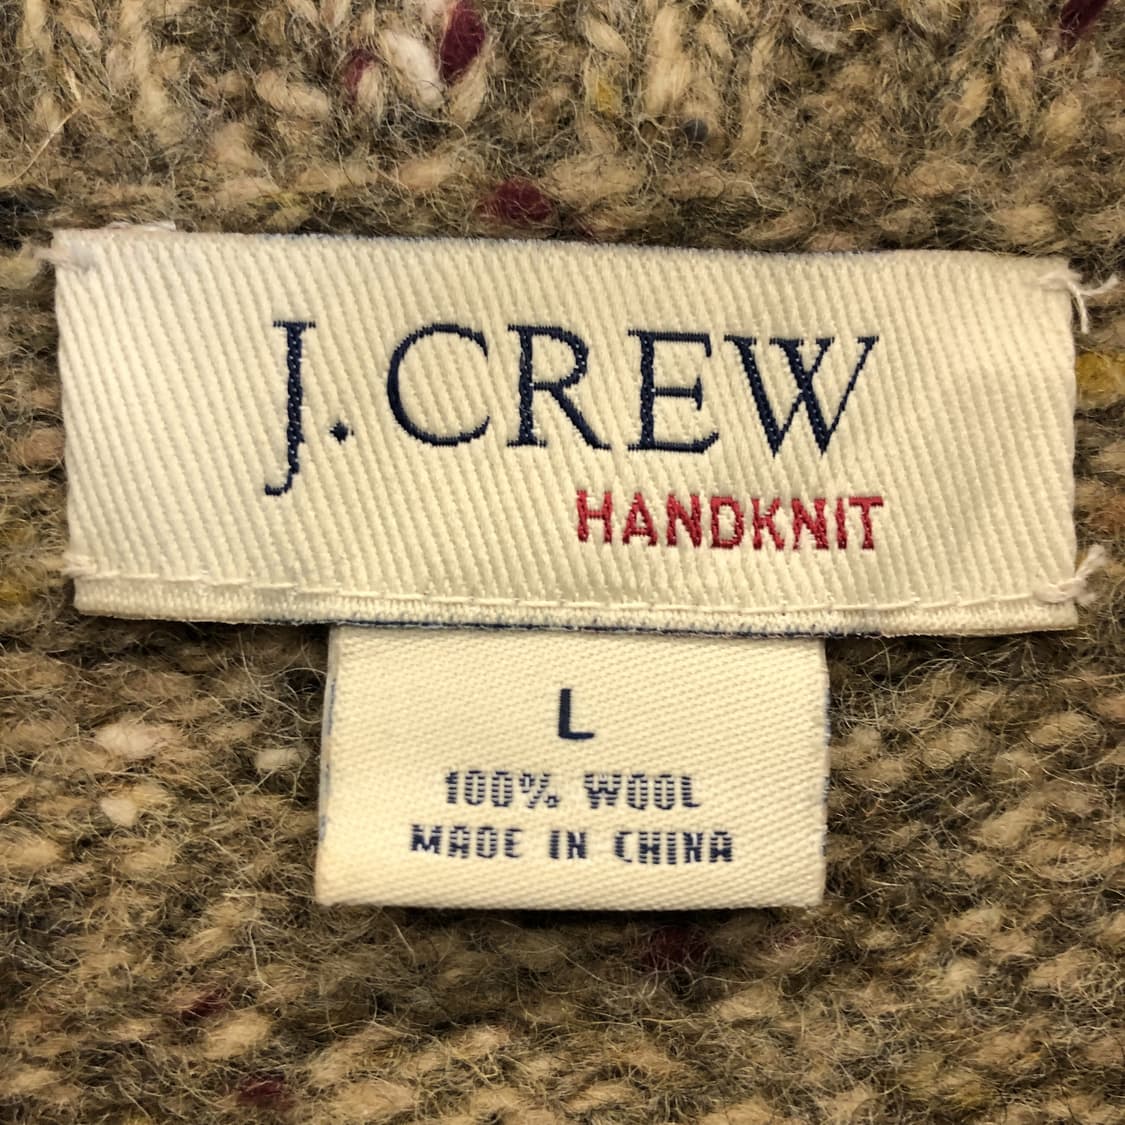 J.CREW
HANDKNIT
L
100% WOOL
MADE IN CHINA